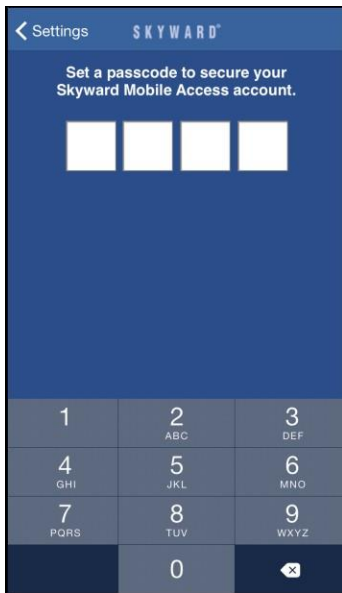 Settings SKYWARD®
Set a passcode to secure your
Skyward Mobile Access account.
1 2 3
ABC DEF
4 5 6
GHI JKL MNO
7 8 9
PQRS TUV WXYZ
0